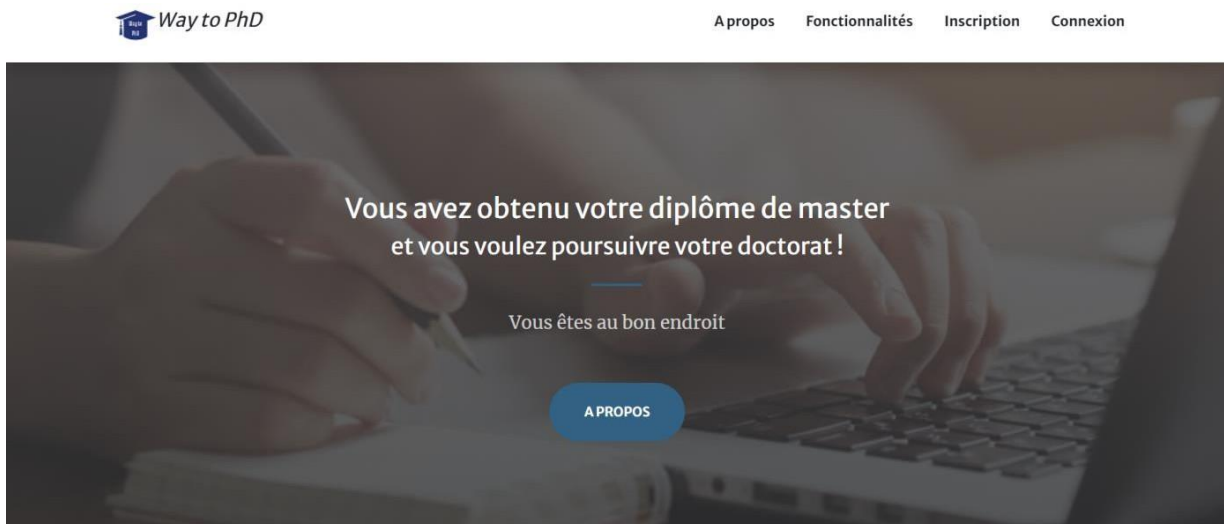 Way to PhD
A propos Fonctionnalités Inscription Connexion
Vous avez obtenu votre diplôme de master
et vous voulez poursuivre votre doctorat !
Vous êtes au bon endroit
A PROPOS